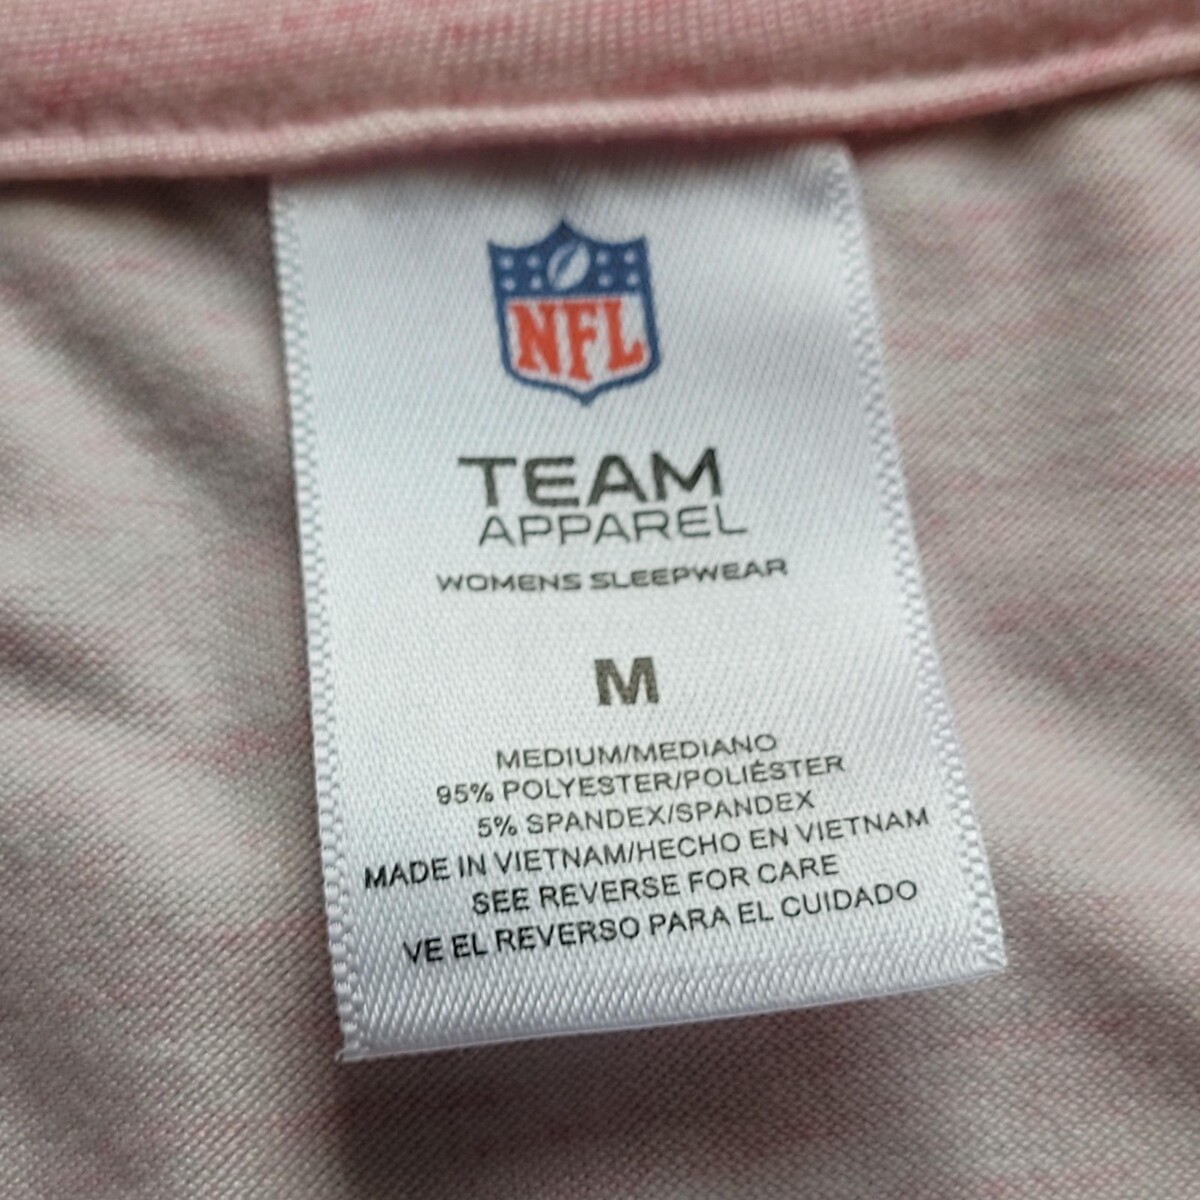 NFL
TEAM
APPAREL
WOMENS SLEEPWEAR
M
MEDIUM/MEDIANO
95% POLYESTER/POLIÉSTER
5% SPANDEX/SPANDEX
MADE IN VIETNAM/HECHO EN VIETNAM
SEE REVERSE FOR CARE
VE EL REVERSO PARA EL CUIDADO